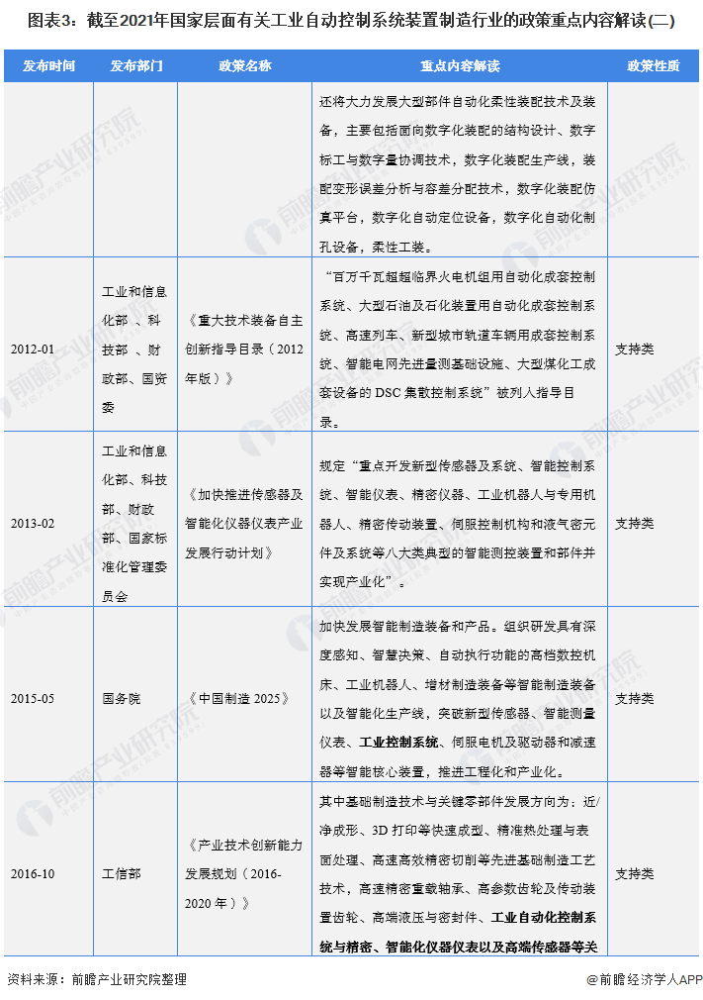 图表3：截至2021年国家层面有关工业自动控制系统装置制造行业的政策重点内容解读(二)
发布时间
发布部门
政策名称
重点内容解读
政策性质
还将大力发展大型部件自动化柔性装配技术及装
备，主要包括面向数字化装配的结构设计、数字
标工与数字量协调技术，数字化装配生产线，装
配变形误差分析与容差分配技术，数字化装配仿
真平台，数字化自动定位设备，数字化自动化制
孔设备，柔性工装。
2012-01
工业和信息
化部 、科
技部 、财
政部、国资
委
《重大技术装备自主
创新指导目录（2012
年版）》
“百万千瓦超超临界火电机组用自动化成套控制
系统、大型石油及石化装置用自动化成套控制系
统、高速列车、新型城市轨道车辆用成套控制系
统、智能电网先进量测基础设施、大型煤化工成
套设备的 DSC 集散控制系统”被列人指导目
录。
支持类
2013-02
工业和信息
化部、科技
部、财政
部、国家标
准化管理委
员会
《加快推进传感器及
智能化仪器仪表产业
发展行动计划》
规定“重点开发新型传感器及系统、智能控制系
统、智能仪表、精密仪器、工业机器人与专用机
器人、精密传动装置、伺服控制机构和液气密元
件及系统等八大类典型的智能测控装置和部件并
实现产业化”。
支持类
2015-05
国务院
《中国制造 2025》
加快发展智能制造装备和产品。组织研发具有深
度感知、智慧决策、自动执行功能的高档数控机
床、工业机器人、增材制造装备等智能制造装备
以及智能化生产线，突破新型传感器、智能测量
仪表、工业控制系统、伺服电机及驱动器和减速
器等智能核心装置，推进工程化和产业化。
支持类
2016-10
工信部
《产业技术创新能力
发展规划（2016-
2020 年）》
其中基础制造技术与关键零部件发展方向为；近/
净成形、3D 打印等快速成型、精准热处理与表
面处理、高速高效精密切削等先进基础制造工艺
技术，高速精密重载轴承、高参数齿轮及传动装
置齿轮、高端液压与密封件、工业自动化控制系
统与精密、智能化仪器仪表以及高端传感器等关
支持类
资料来源：前瞻产业研究院整理
@前瞻经济学人APP
前瞻产业研究院